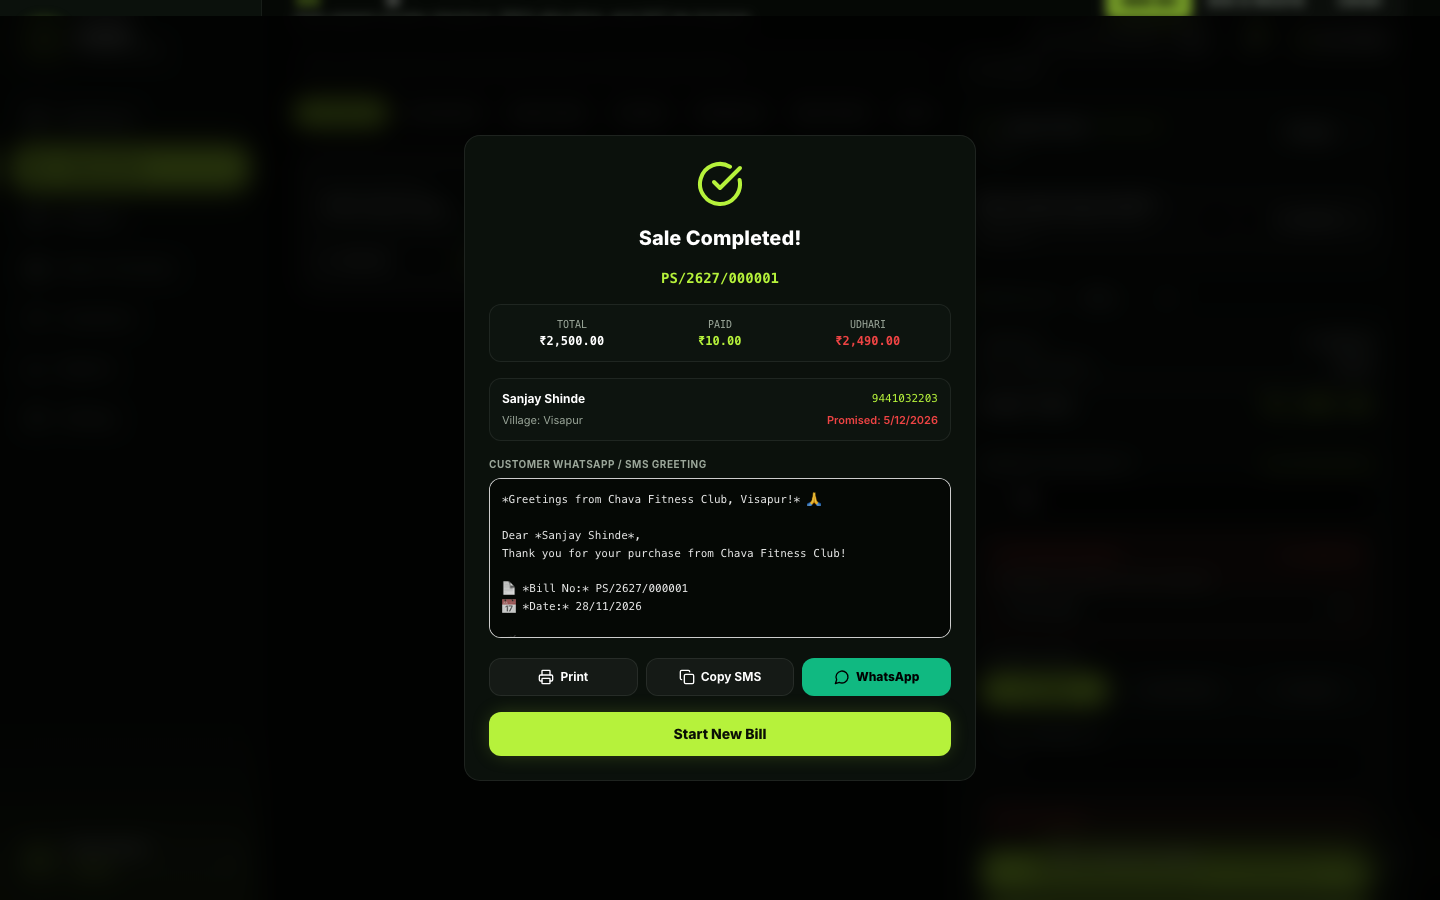 Sale Completed!
PS/2627/000001
TOTAL PAID UDHARI
₹2,500.00 ₹10.00 ₹2,490.00
Sanjay Shinde 9441032203
Village: Visapur Promised: 5/12/2026
CUSTOMER WHATSAPP / SMS GREETING
*Greetings from Chava Fitness Club, Visapur!* 🙏
Dear *Sanjay Shinde*,
Thank you for your purchase from Chava Fitness Club!
📄 *Bill No:* PS/2627/000001
📅 *Date:* 28/11/2026
Print Copy SMS WhatsApp
Start New Bill